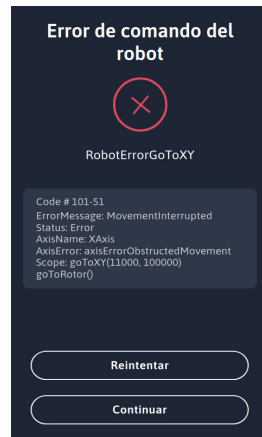 Error de comando del
robot
RobotErrorGoToXY
Code # 101-51
ErrorMessage: MovementInterrupted
Status: Error
AxisName: XAxis
AxisError: axisErrorObstructedMovement
Scope: goToXY(11000, 100000)
goToRotor()
Reintentar
Continuar